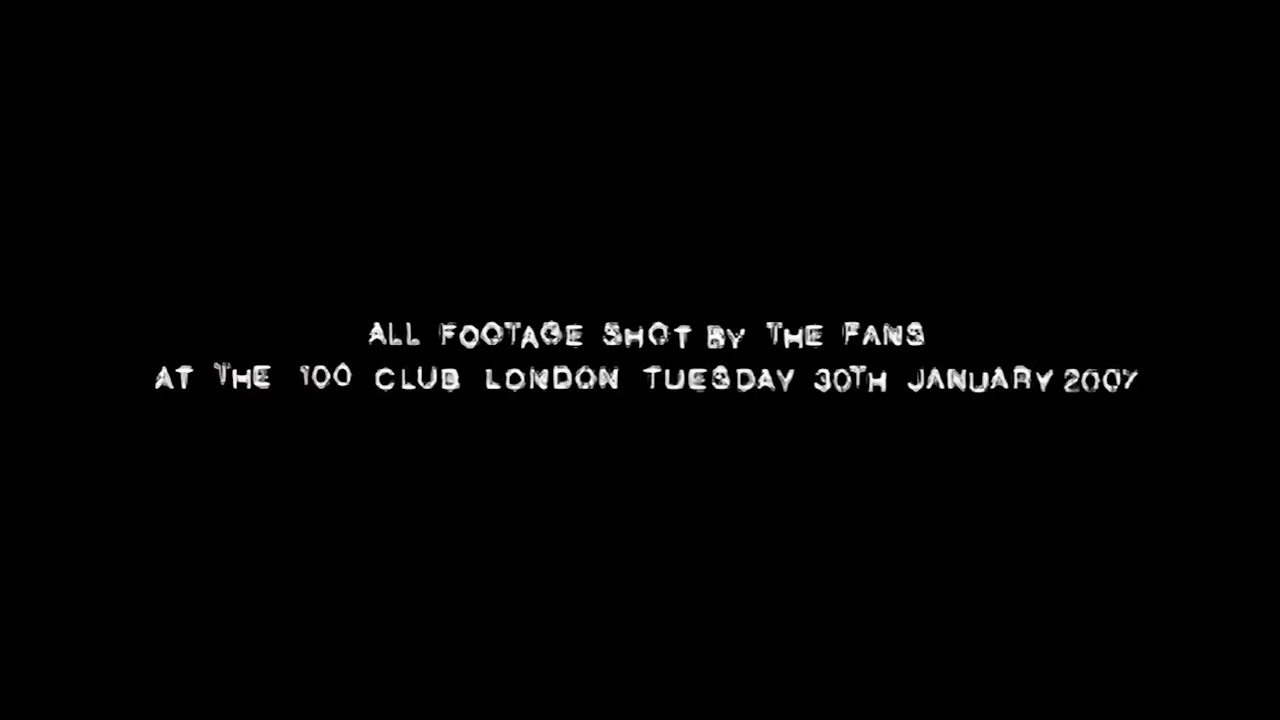 ALL FOOTAGE SHOT BY THE FANS
AT THE 100 CLUB LONDON TUESDAY 30TH JANUARY 2007